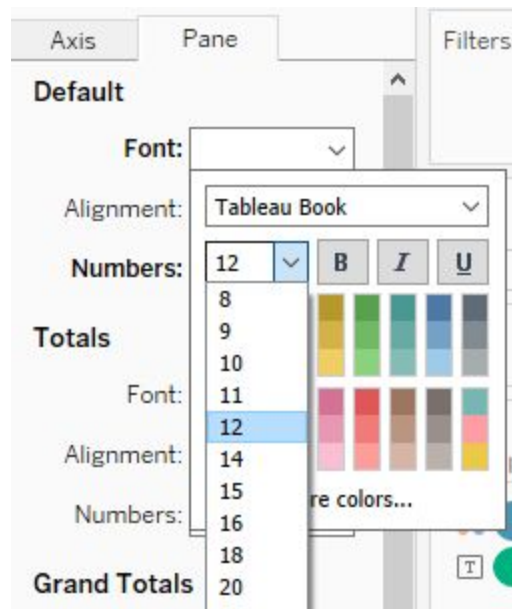 Axis Pane Filters
Default
Font:
Alignment: Tableau Book
Numbers: 12 B I U
8
9
Totals
10
Font: 11
12
Alignment: 14
15 re colors...
Numbers: 16
18
T
Grand Totals 20